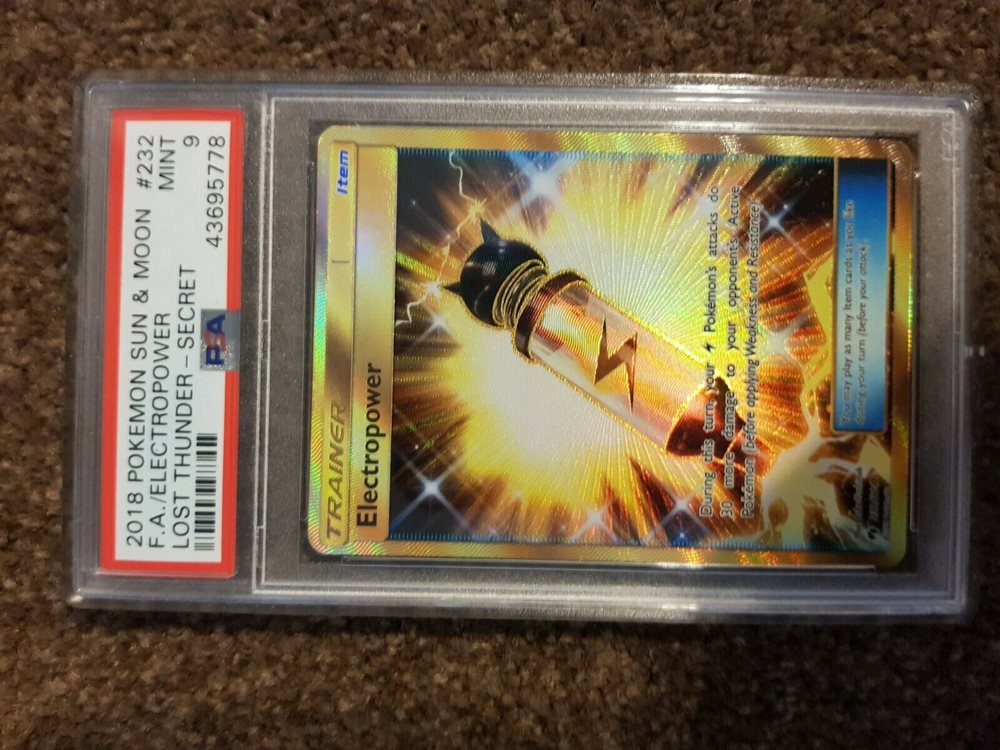 2018 POKEMON SUN & MOON #232
F.A./ELECTROPOWER MINT
LOST THUNDER–SECRET 9
43695778
PSA
TRAINER Item
Electropower
During this turn, your Pokémon's attacks do
30 more damage to your opponent's Active
Pokémon (before applying Weakness and Resistance).
You may play as many Item cards as you like
during your turn (before your attack).